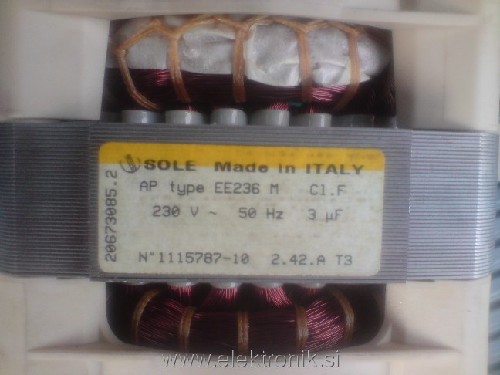 SOLE Made in ITALY
AP type EE236 M Cl.F
230 V ~ 50 Hz 3 µF
N°1115787-10 2.42.A T3
20673085.2
www.elektronik.si